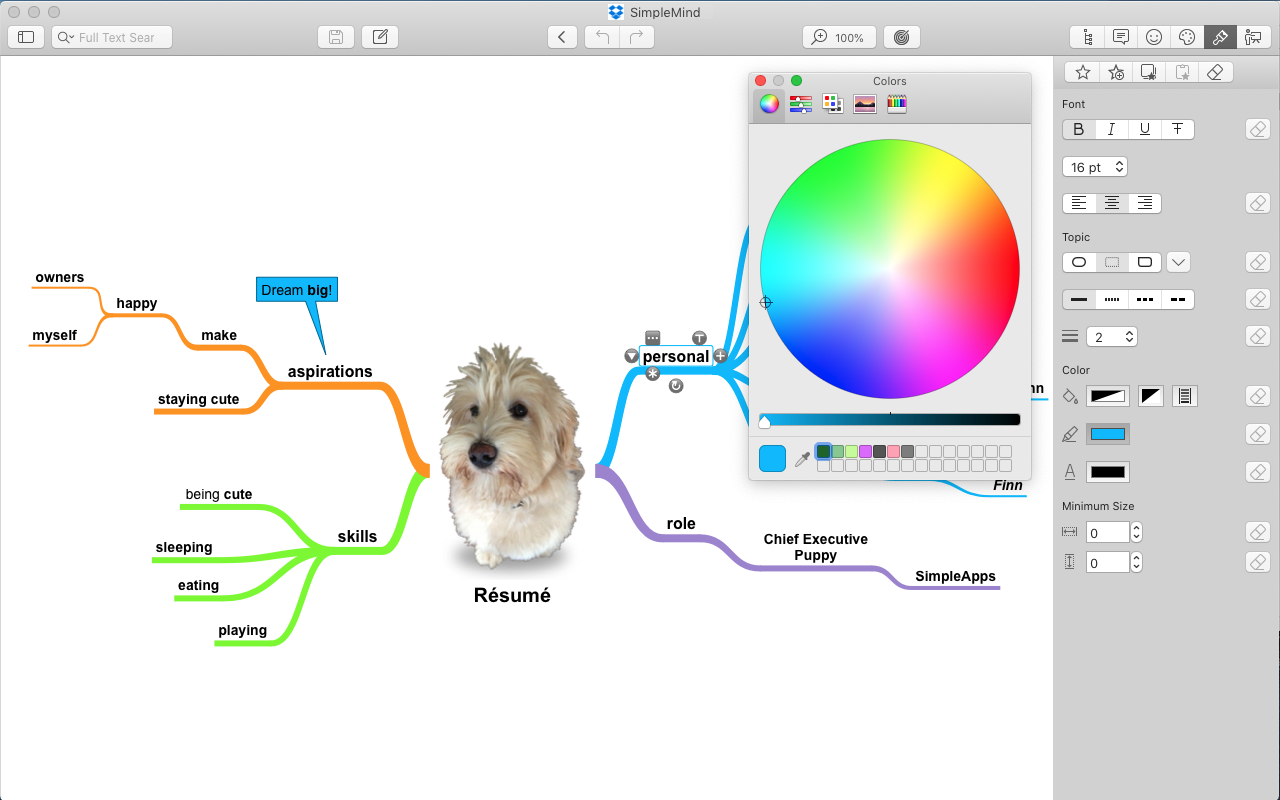 SimpleMind
Full Text Sear
100%
Colors
Font
B I U T
16 pt
Topic
2
Color
A
Minimum Size
0
0
owners
happy
myself
make
Dream big!
aspirations
staying cute
being cute
skills
sleeping
eating
playing
Résumé
personal
role
Chief Executive
Puppy
SimpleApps
nn
Finn